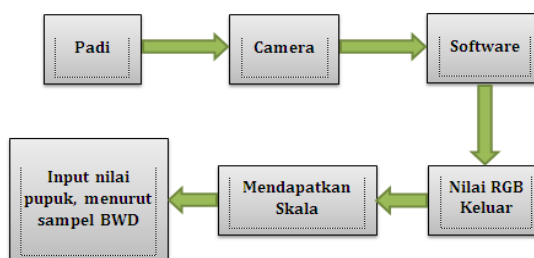 Padi
Camera
Software
Nilai RGB
Keluar
Mendapatkan
Skala
Input nilai
pupuk, menurut
sampel BWD